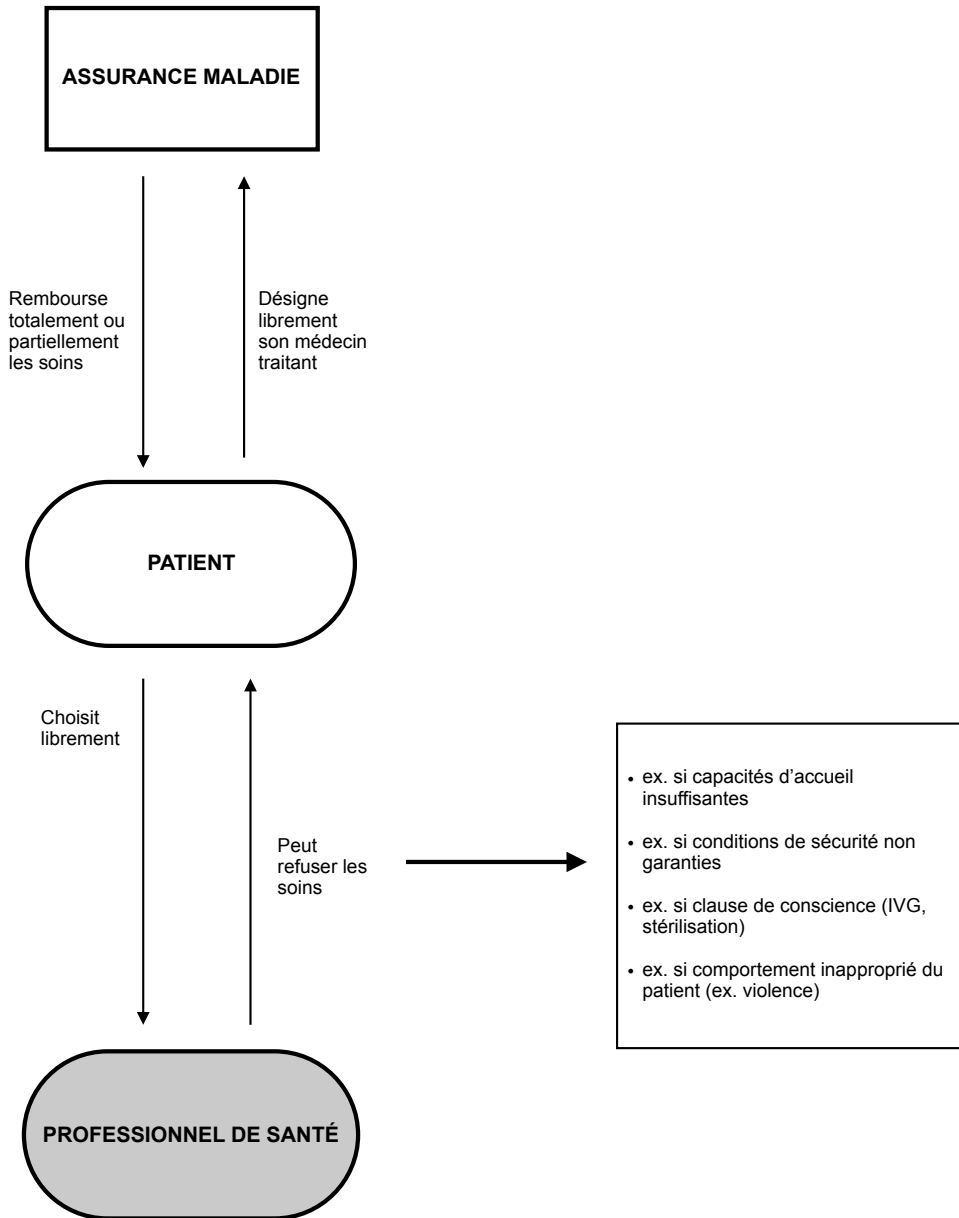 ASSURANCE MALADIE
Rembourse
totalement ou
partiellement
les soins
Désigne
librement
son médecin
traitant
PATIENT
Choisit
librement
Peut
refuser les
soins
• ex. si capacités d’accueil
insuffisantes
• ex. si conditions de sécurité non
garanties
• ex. si clause de conscience (IVG,
stérilisation)
• ex. si comportement inapproprié du
patient (ex. violence)
PROFESSIONNEL DE SANTÉ